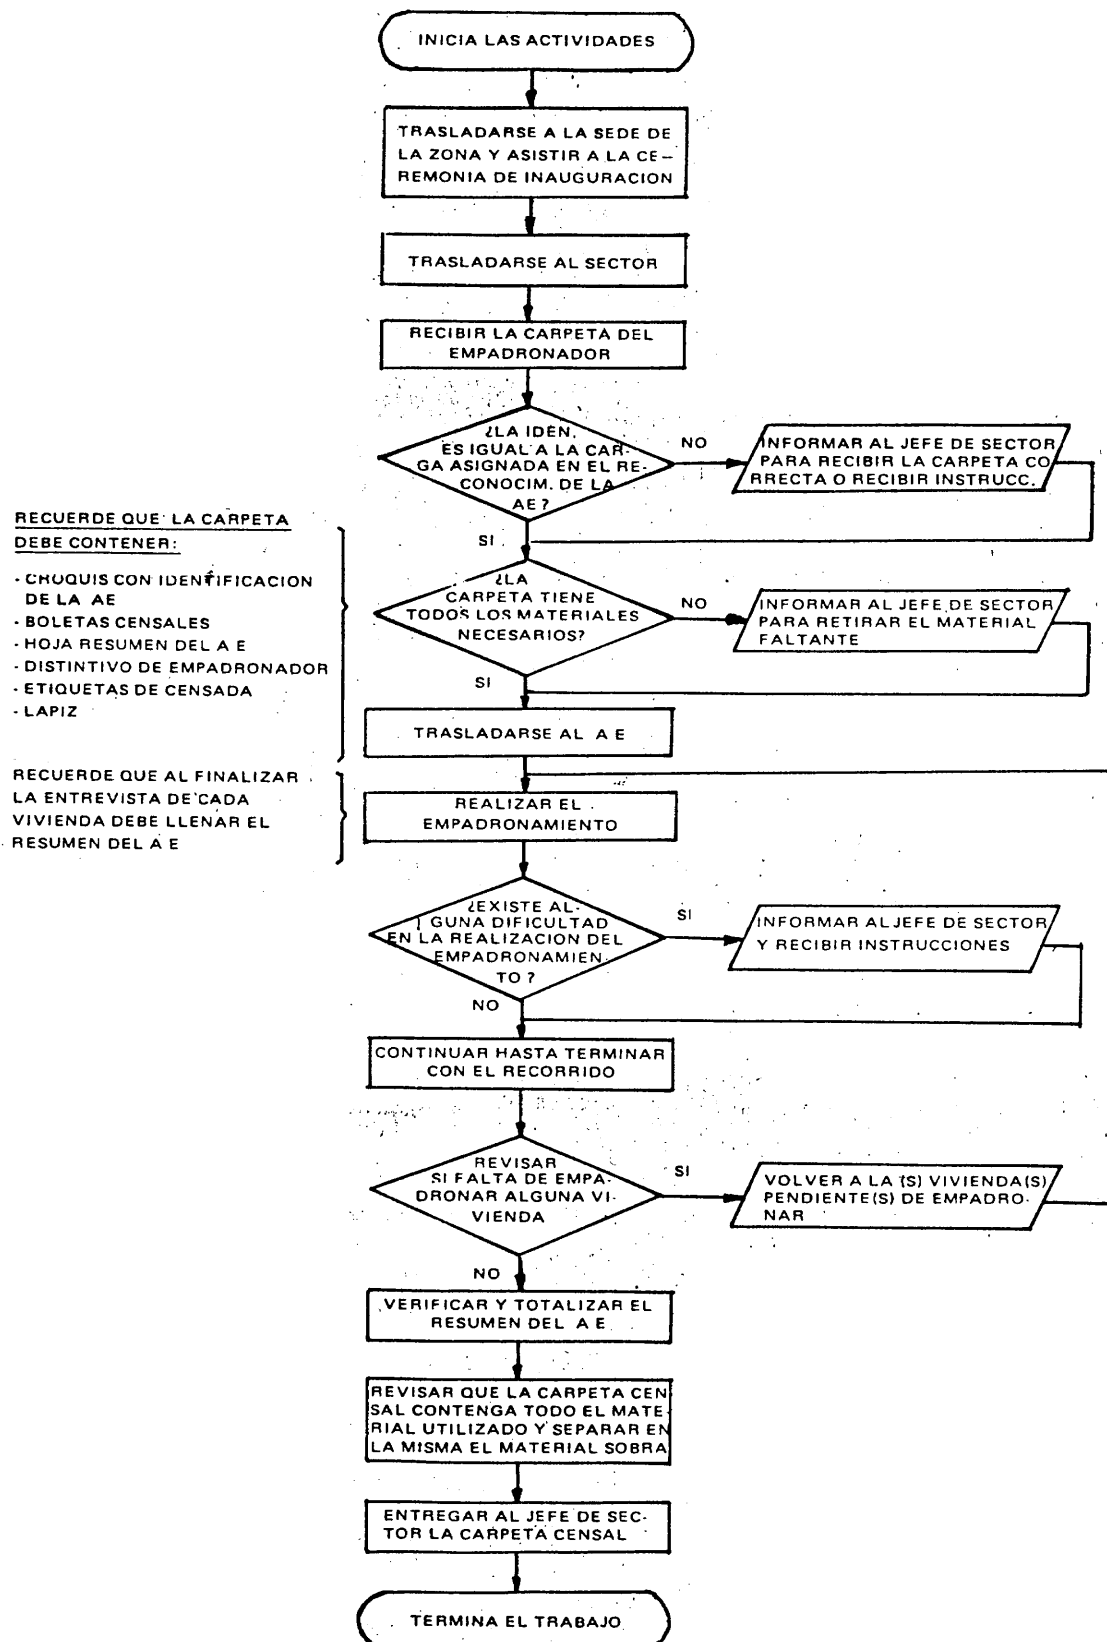 INICIA LAS ACTIVIDADES
TRASLADARSE A LA SEDE DE
LA ZONA Y ASISTIR A LA CE-
REMONIA DE INAUGURACION
TRASLADARSE AL SECTOR
RECIBIR LA CARPETA DEL
EMPADRONADOR
¿LA IDEN,
ES IGUAL A LA CAR-
GA ASIGNADA EN EL RE-
CONOCIM. DE LA
AE?
NO
INFORMAR AL JEFE DE SECTOR
PARA RECIBIR LA CARPETA CO
RRECTA O RECIBIR INSTRUCC.
SI
RECUERDE QUE LA CARPETA
DEBE CONTENER:
- CROQUIS CON IDENTIFICACION
DE LA AE
- BOLETAS CENSALES
- HOJA RESUMEN DEL A E
- DISTINTIVO DE EMPADRONADOR
- ETIQUETAS DE CENSADA
- LAPIZ
¿LA
CARPETA TIENE
TODOS LOS MATERIALES
NECESARIOS?
NO
INFORMAR AL JEFE DE SECTOR
PARA RETIRAR EL MATERIAL
FALTANTE
SI
TRASLADARSE AL A E
RECUERDE QUE AL FINALIZAR
LA ENTREVISTA DE CADA
VIVIENDA DEBE LLENAR EL
RESUMEN DEL A E
REALIZAR EL
EMPADRONAMIENTO
¿EXISTE AL-
GUNA DIFICULTAD
EN LA REALIZACION DEL
EMPADRONAMIEN-
TO?
SI
INFORMAR AL JEFE DE SECTOR
Y RECIBIR INSTRUCCIONES
NO
CONTINUAR HASTA TERMINAR
CON EL RECORRIDO
REVISAR
SI FALTA DE EMPA-
DRONAR ALGUNA VI-
VIENDA
SI
VOLVER A LA (S) VIVIENDA(S)
PENDIENTE(S) DE EMPADRO-
NAR
NO
VERIFICAR Y TOTALIZAR EL
RESUMEN DEL A E
REVISAR QUE LA CARPETA CEN
SAL CONTENGA TODO EL MATE-
RIAL UTILIZADO Y SEPARAR EN
LA MISMA EL MATERIAL SOBRA
ENTREGAR AL JEFE DE SEC-
TOR LA CARPETA CENSAL
TERMINA EL TRABAJO